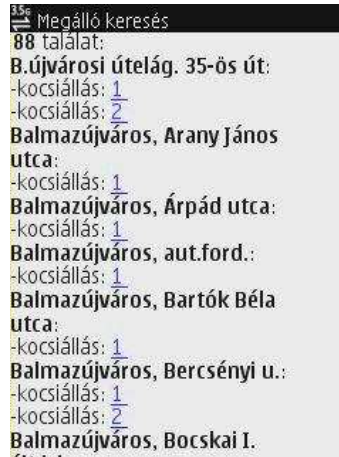 3.5G Megálló keresés
88 találat:
B.újvárosi útelág. 35-ös út:
-kocsiállás: 1
-kocsiállás: 2
Balmazújváros, Arany János
utca:
-kocsiállás: 1
Balmazújváros, Árpád utca:
-kocsiállás: 1
Balmazújváros, aut.ford.:
-kocsiállás: 1
Balmazújváros, Bartók Béla
utca:
-kocsiállás: 1
Balmazújváros, Bercsényi u.:
-kocsiállás: 1
-kocsiállás: 2
Balmazújváros, Bocskai I.